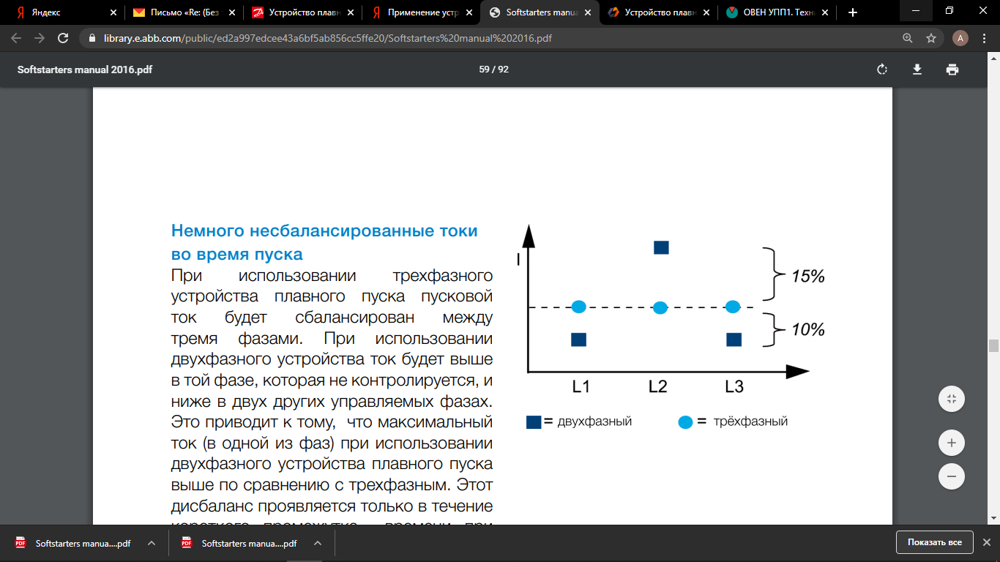 Яндекс
Письмо «Re: (Без
Устройство плавн
Применение устр
Softstarters manua
Устройство плавн
ОВЕН УПП1. Техн
library.e.abb.com/public/ed2a997edcee43a6bf5ab856cc5ffe20/Softstarters%20manual%202016.pdf
A
Softstarters manual 2016.pdf
59 / 92
Немного несбалансированные токи
во время пуска
При использовании трехфазного
устройства плавного пуска пусковой
ток будет сбалансирован между
тремя фазами. При использовании
двухфазного устройства ток будет выше
в той фазе, которая не контролируется, и
ниже в двух других управляемых фазах.
Это приводит к тому, что максимальный
ток (в одной из фаз) при использовании
двухфазного устройства плавного пуска
выше по сравнению с трехфазным. Этот
дисбаланс проявляется только в течение
короткого промежутка времени при
I
15%
10%
L1 L2 L3
= двухфазный
= трёхфазный
Softstarters manua....pdf
Softstarters manua....pdf
Показать все